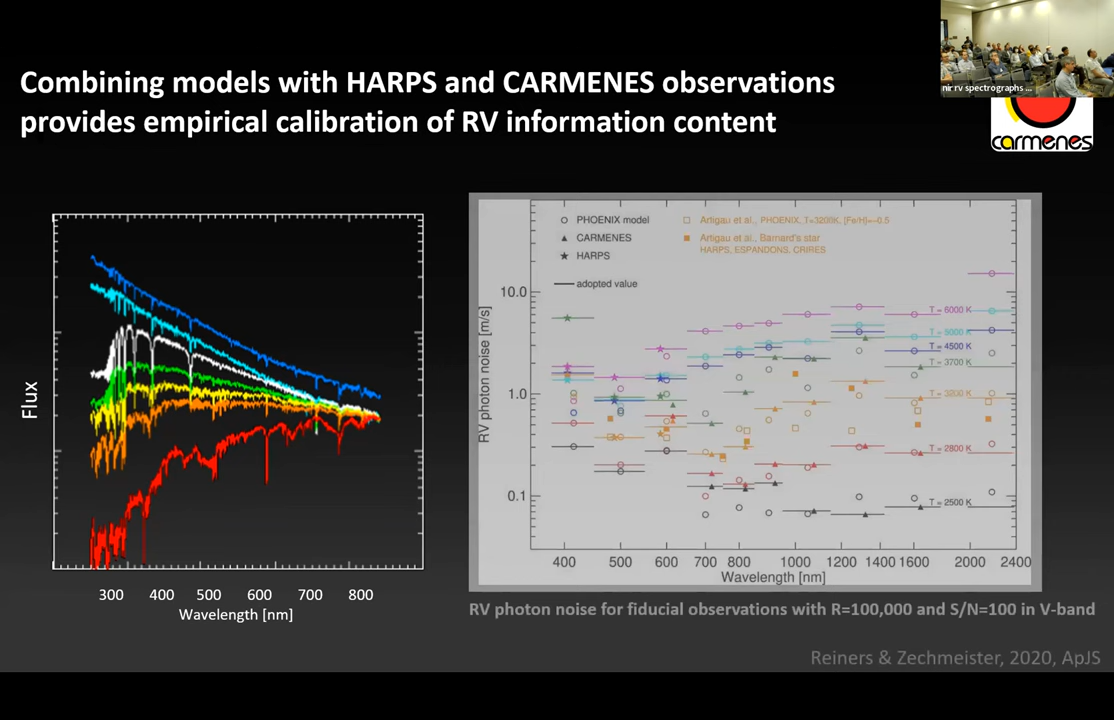 nir rv spectrographs ...
Combining models with HARPS and CARMENES observations
provides empirical calibration of RV information content
carmenes
Flux
300 400 500 600 700 800
Wavelength [nm]
PHOENIX model
CARMENES
HARPS
adopted value
Artigau et al., PHOENIX, T=3200K, [Fe/H]=-0.5
Artigau et al., Barnard's star
HARPS, ESPANDONS, CRIRES
RV photon noise [m/s]
10.0
1.0
0.1
T = 6000 K
T = 5000 K
T = 4500 K
T = 3700 K
T = 3200 K
T = 2800 K
T = 2500 K
400 500 600 700 800 1000 1200 1400 1600 2000 2400
Wavelength [nm]
RV photon noise for fiducial observations with R=100,000 and S/N=100 in V-band
Reiners & Zechmeister, 2020, ApJS